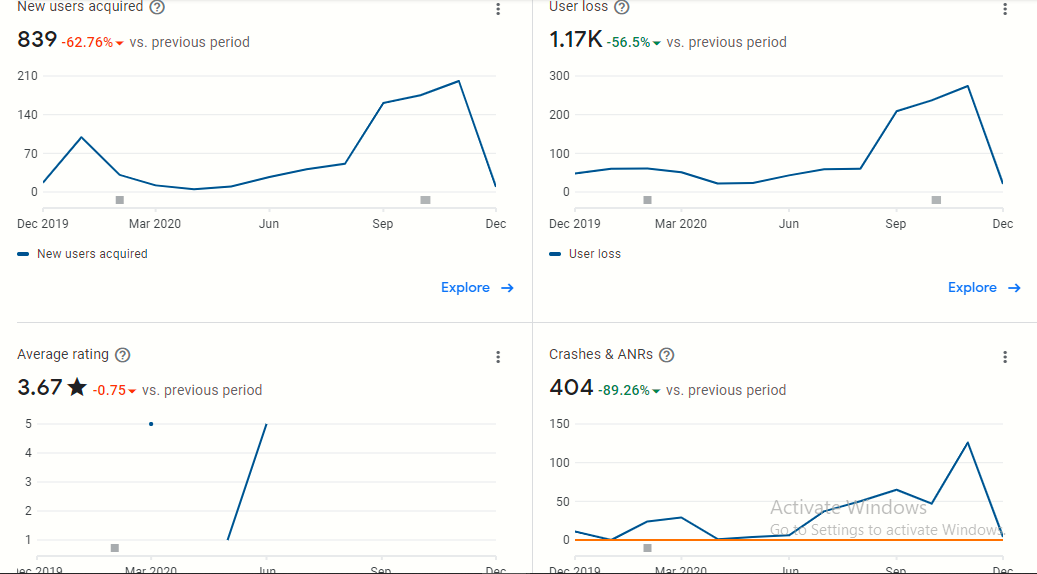 New users acquired
839 -62.76% vs. previous period
210
140
70
0
Dec 2019 Mar 2020 Jun Sep Dec
New users acquired
Explore
User loss
1.17K -56.5% vs. previous period
300
200
100
0
Dec 2019 Mar 2020 Jun Sep Dec
User loss
Explore
Average rating
3.67 ★ -0.75 vs. previous period
5
4
3
2
1
ec 2019 Mar 2020 Jun Sep Dec
Crashes & ANRs
404 -89.26% vs. previous period
150
100
50
0
Dec 2019 Mar 2020 Jun Sep Dec
Activate Windows
Go to Settings to activate Windows.